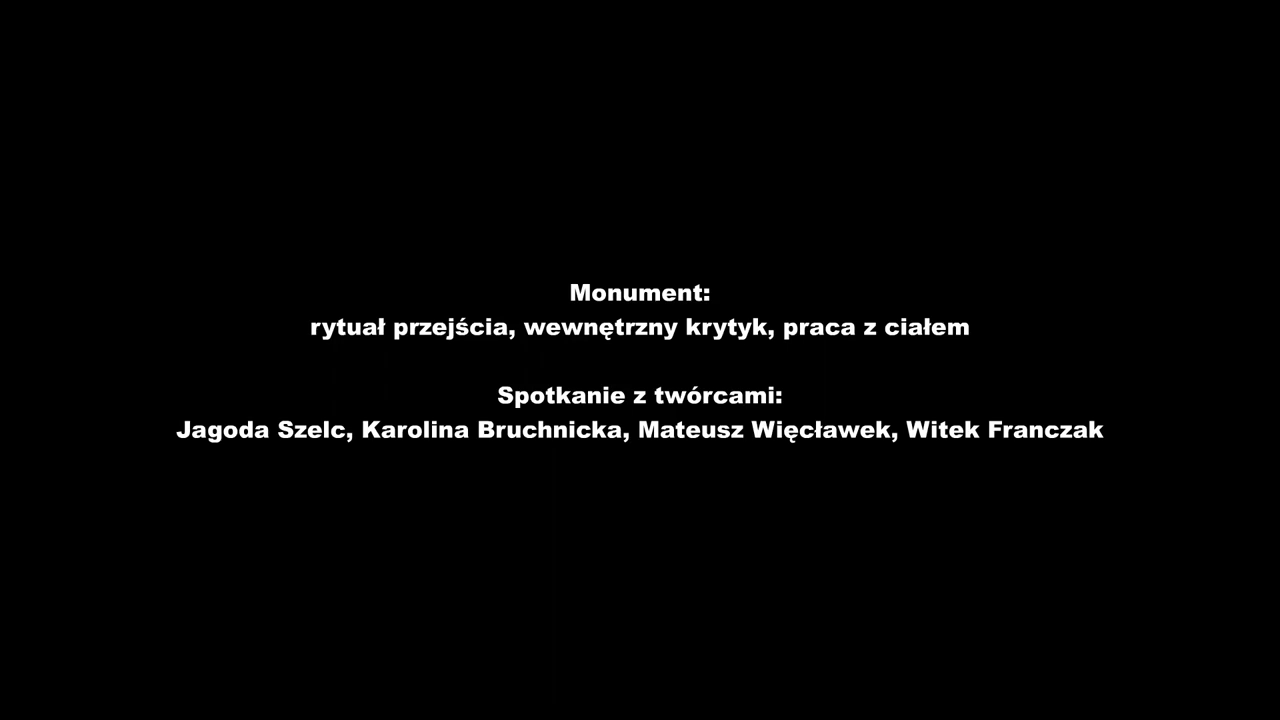 Monument:
rytuał przejścia, wewnętrzny krytyk, praca z ciałem
Spotkanie z twórcami:
Jagoda Szelc, Karolina Bruchnicka, Mateusz Więcławek, Witek Franczak